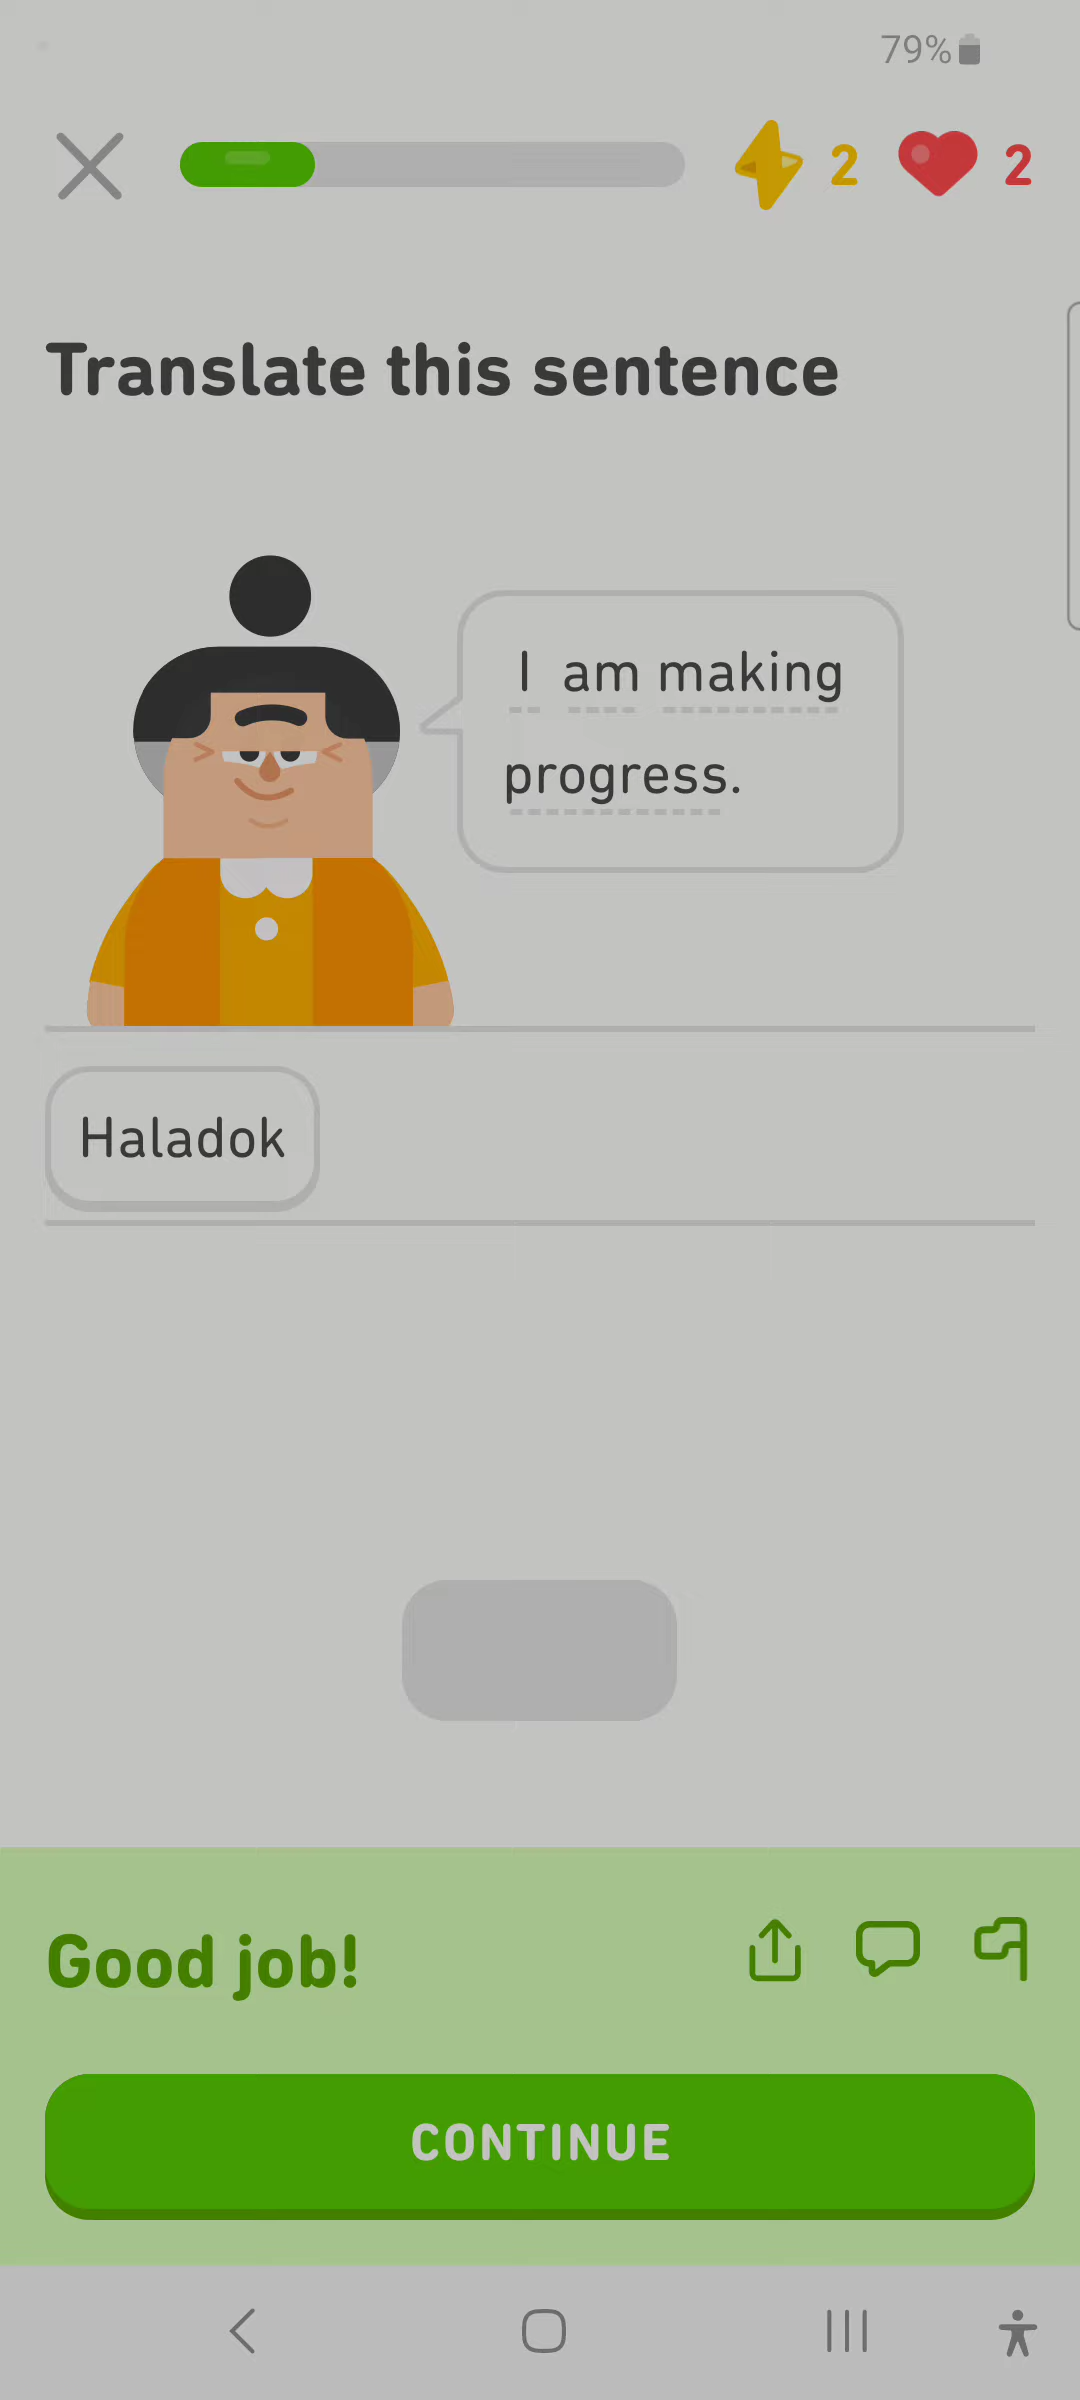 79%
2 2
Translate this sentence
I am making
progress.
Haladok
Good job!
CONTINUE